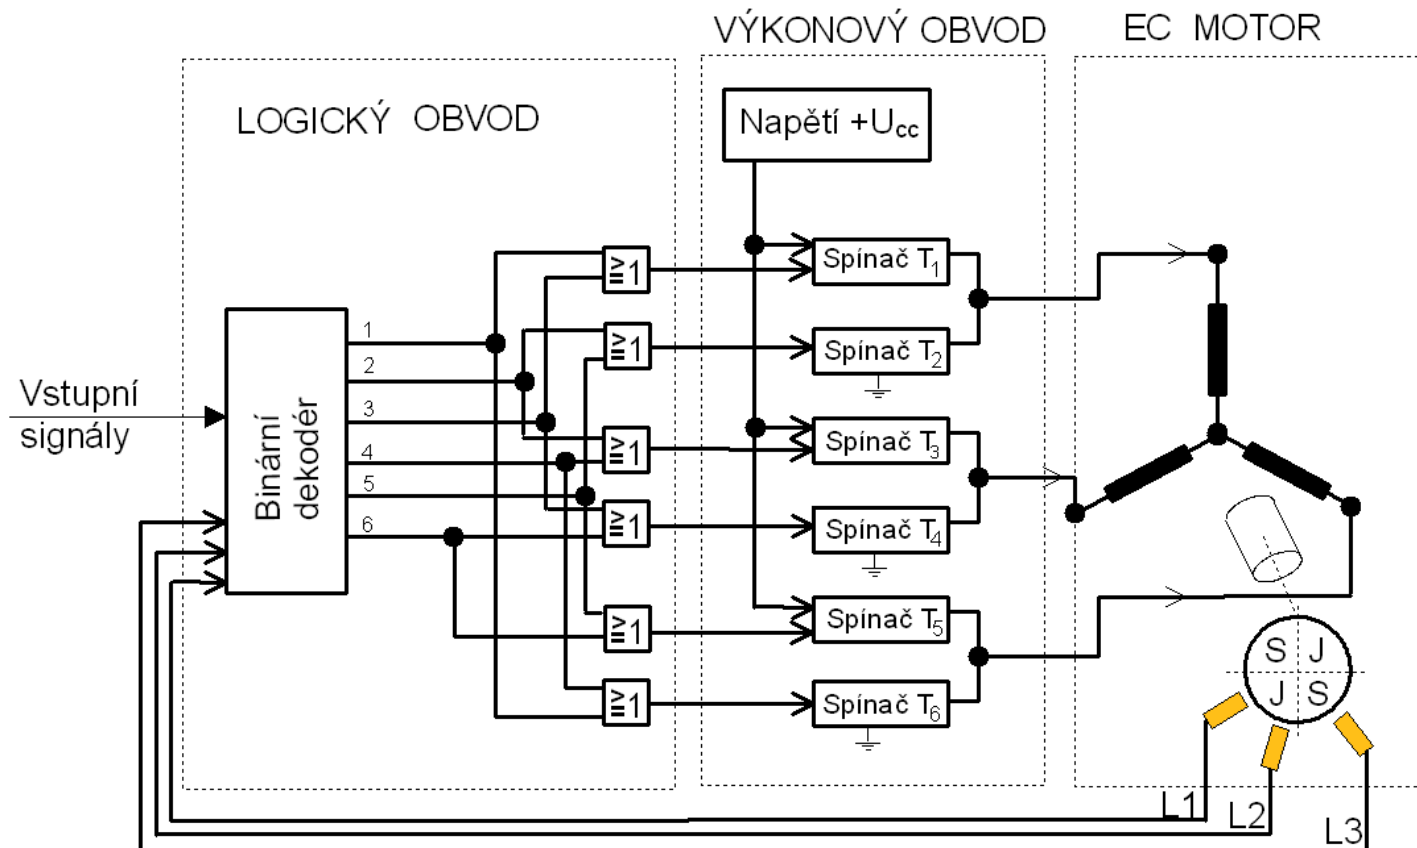 VÝKONOVÝ OBVOD
EC MOTOR
LOGICKÝ OBVOD
Napětí +Ucc
Vstupní
signály
Binární
dekodér
1
2
3
4
5
6
≧1
≧1
≧1
≧1
≧1
≧1
Spínač T1
Spínač T2
Spínač T3
Spínač T4
Spínač T5
Spínač T6
S J
J S
L1
L2
L3